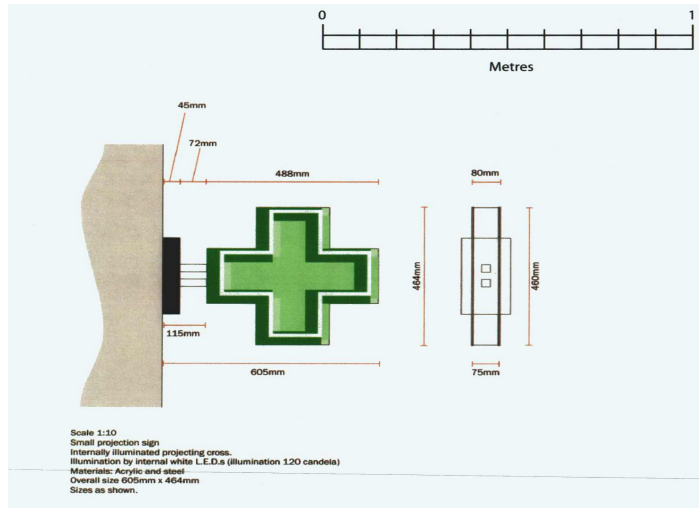 0 1
Metres
45mm
72mm
488mm
80mm
464mm
460mm
115mm
605mm
75mm
Scale 1:10
Small projection sign
Internally illuminated projecting cross.
Illumination by internal white L.E.D.s (illumination 120 candela)
Materials: Acrylic and steel
Overall size 605mm x 464mm
Sizes as shown.